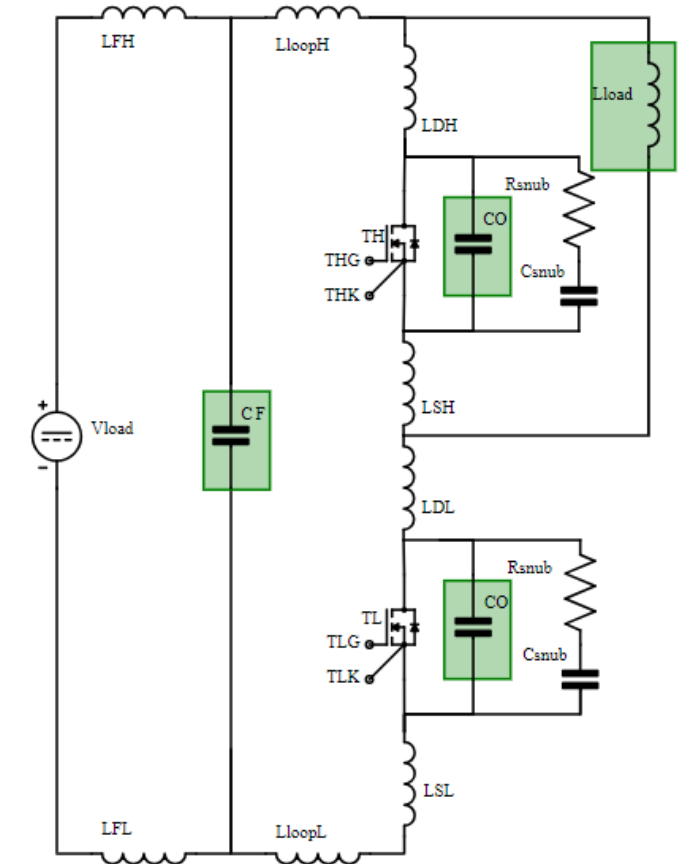 LFH
LloopH
Lload
LDH
Rsnub
CO
TH
THG
Csnub
THK
+
CF
LSH
Vload
-
LDL
Rsnub
CO
TL
TLG
Csnub
TLK
LSL
LFL
LloopL